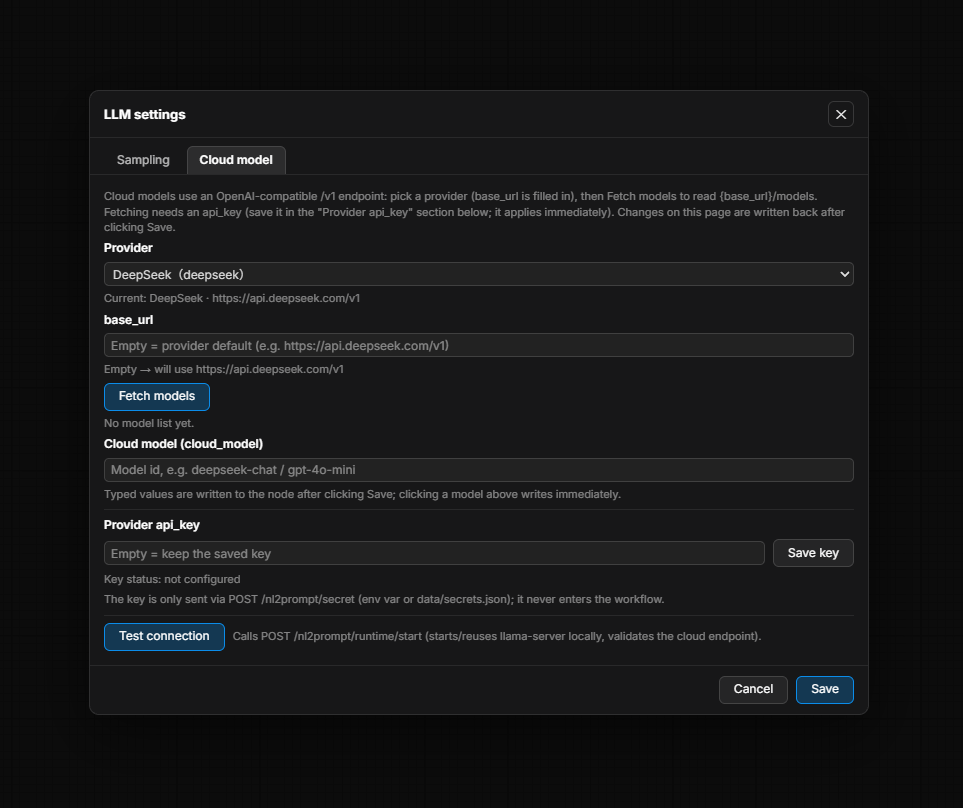 LLM settings
Sampling
Cloud model
Cloud models use an OpenAI-compatible /v1 endpoint: pick a provider (base_url is filled in), then Fetch models to read {base_url}/models.
Fetching needs an api_key (save it in the "Provider api_key" section below; it applies immediately). Changes on this page are written back after
clicking Save.
Provider
DeepSeek（deepseek）
Current: DeepSeek · https://api.deepseek.com/v1
base_url
Empty = provider default (e.g. https://api.deepseek.com/v1)
Empty → will use https://api.deepseek.com/v1
Fetch models
No model list yet.
Cloud model (cloud_model)
Model id, e.g. deepseek-chat / gpt-4o-mini
Typed values are written to the node after clicking Save; clicking a model above writes immediately.
Provider api_key
Empty = keep the saved key
Save key
Key status: not configured
The key is only sent via POST /nl2prompt/secret (env var or data/secrets.json); it never enters the workflow.
Test connection
Calls POST /nl2prompt/runtime/start (starts/reuses llama-server locally, validates the cloud endpoint).
Cancel
Save